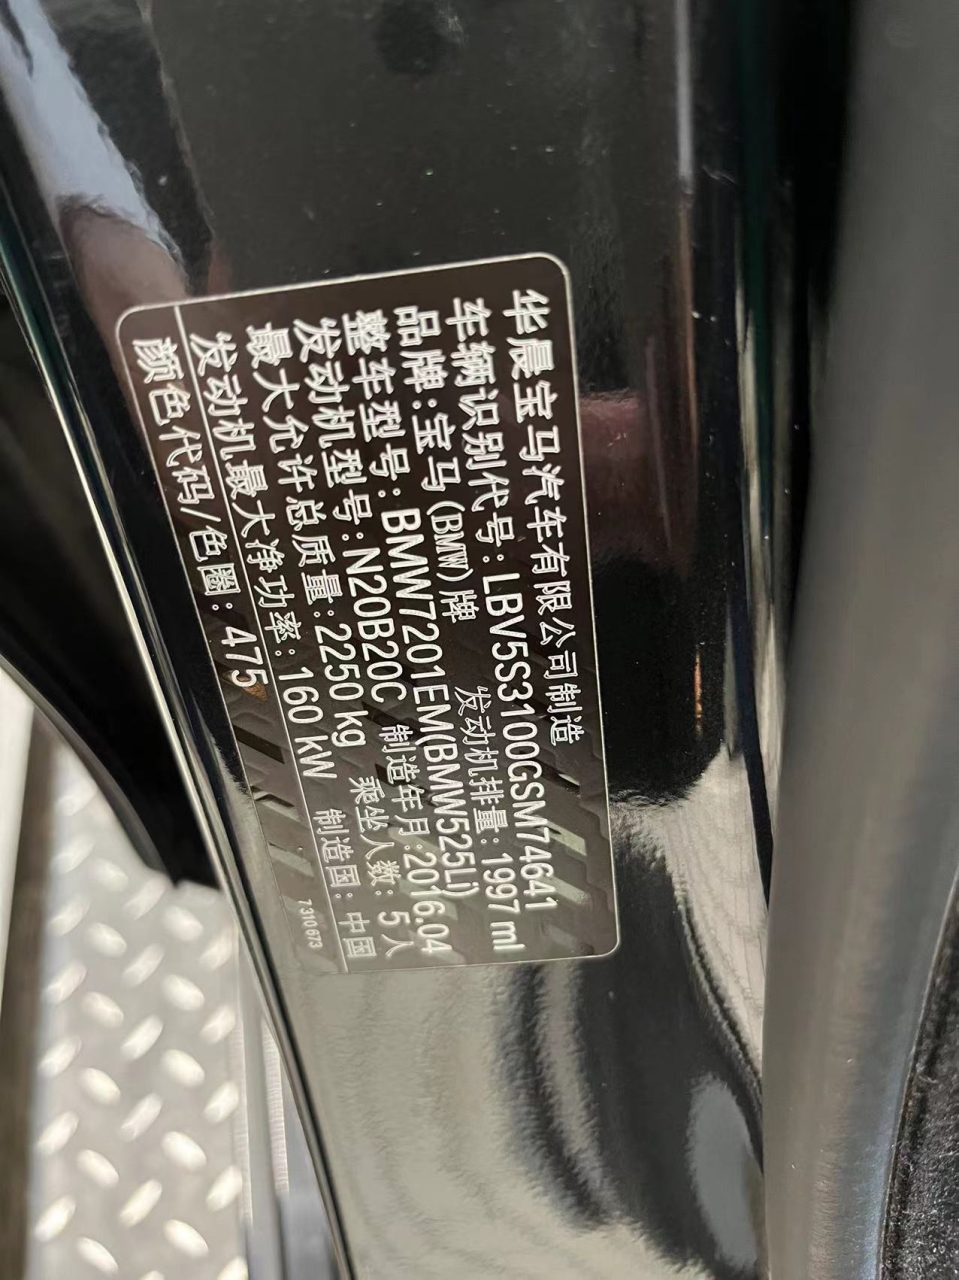 华晨宝马汽车有限公司制造
车辆识别代号:LBV5S3100GSM74641
品牌:宝马(BMW)牌 发动机排量:1997 ml
整车型号:BMW7201EM(BMW525Li)
发动机型号:N20B20C 制造年月:2016.04
最大允许总质量:2250 kg 乘坐人数:5人
发动机最大净功率:160 kW 制造国:中国
颜色代码/色圈:475 7310673